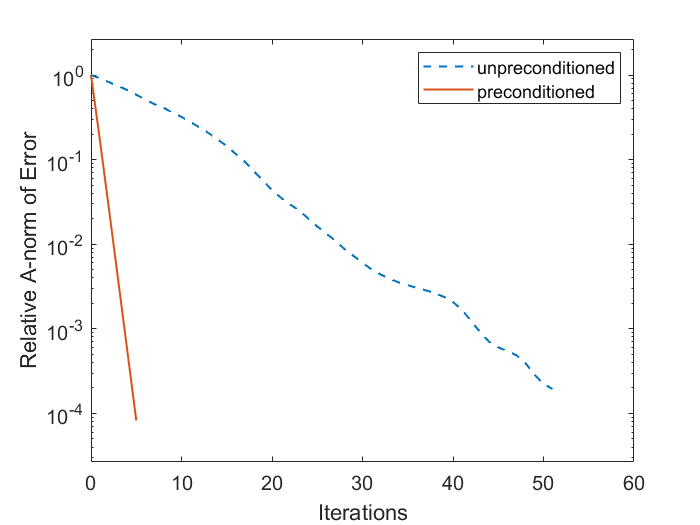 unpreconditioned
preconditioned
10^0
10^-1
10^-2
10^-3
10^-4
Relative A-norm of Error
0 10 20 30 40 50 60
Iterations